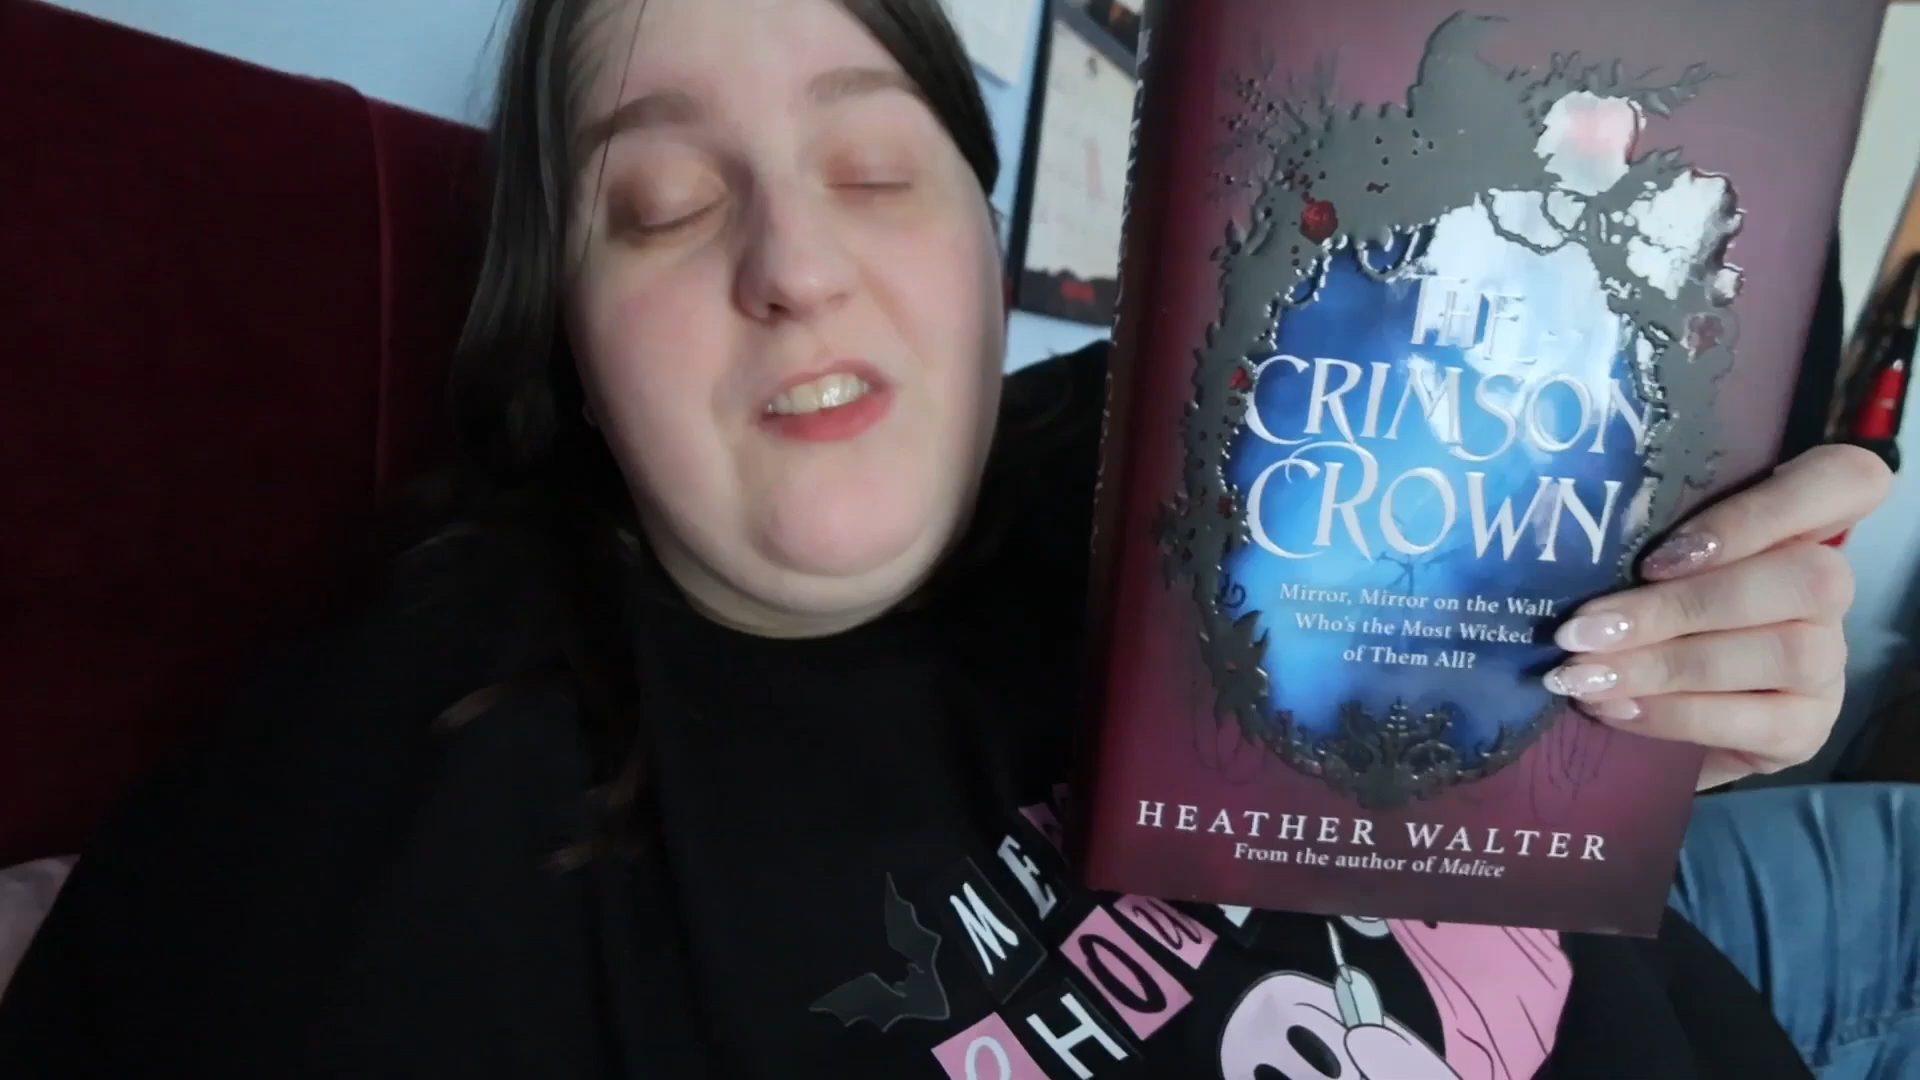 THE
CRIMSON
CROWN
Mirror, Mirror on the Wall,
Who's the Most Wicked
of Them All?
HEATHER WALTER
From the author of Malice